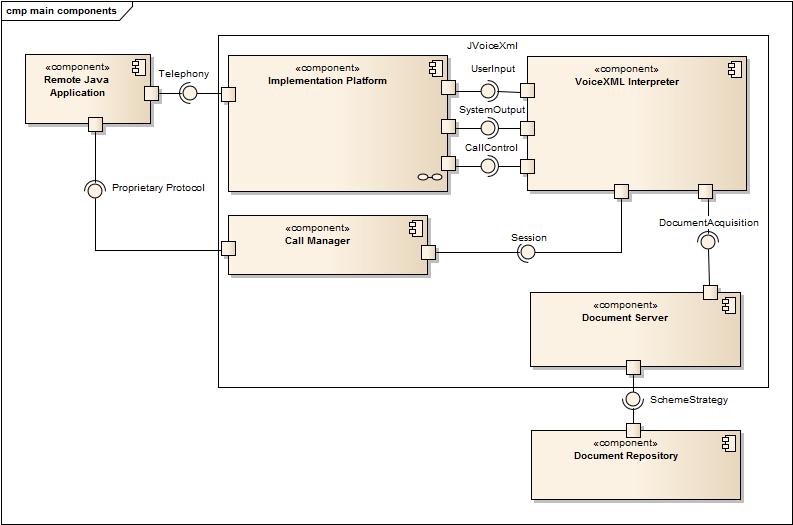 cmp main components
JVoiceXml
«component»
Remote Java
Application
Telephony
«component»
Implementation Platform
UserInput
SystemOutput
CallControl
«component»
VoiceXML Interpreter
Proprietary Protocol
«component»
Call Manager
Session
DocumentAcquisition
«component»
Document Server
SchemeStrategy
«component»
Document Repository